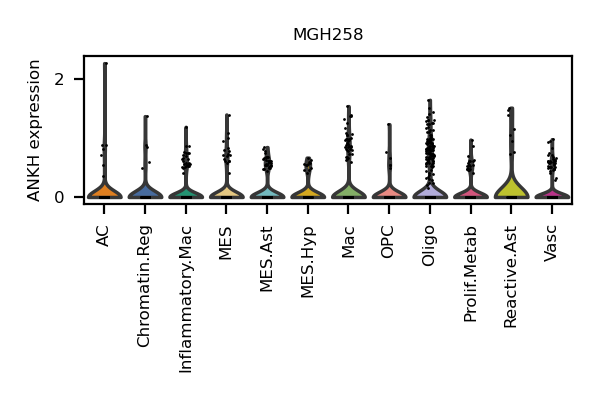 MGH258
ANKH expression
2
0
AC
Chromatin.Reg
Inflammatory.Mac
MES
MES.Ast
MES.Hyp
Mac
OPC
Oligo
Prolif.Metab
Reactive.Ast
Vasc